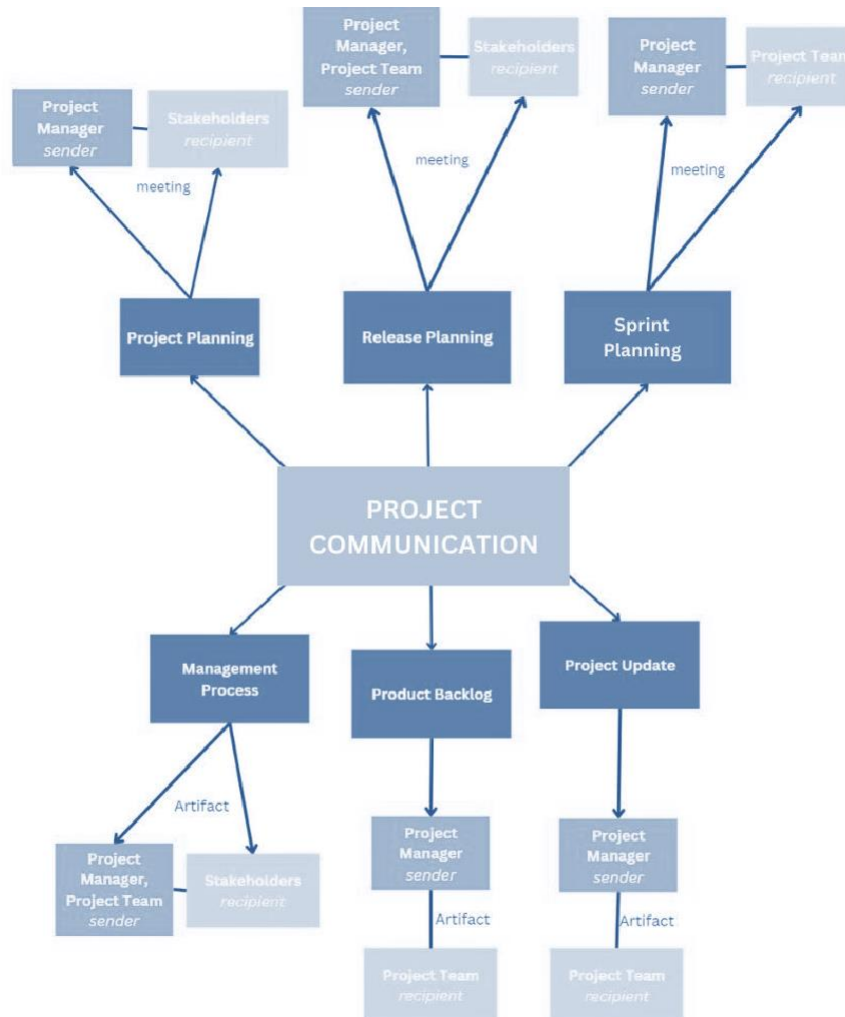 Project
Manager,
Project Team
sender
Stakeholders
recipient
Project
Manager
sender
Project Team
recipient
Project
Manager
sender
Stakeholders
recipient
meeting
meeting
meeting
Project Planning
Release Planning
Sprint
Planning
PROJECT
COMMUNICATION
Management
Process
Product Backlog
Project Update
Artifact
Project
Manager,
Project Team
sender
Stakeholders
recipient
Project
Manager
sender
Artifact
Project Team
recipient
Project
Manager
sender
Artifact
Project Team
recipient